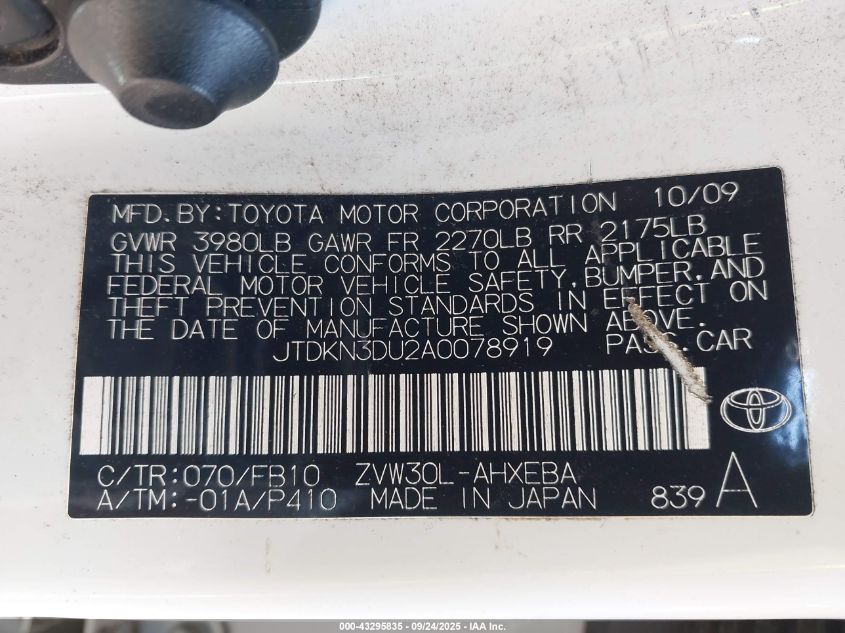 MFD.BY:TOYOTA MOTOR CORPORATION 10/09
GVWR 3980LB GAWR FR 2270LB RR 2175LB
THIS VEHICLE CONFORMS TO ALL APPLICABLE
FEDERAL MOTOR VEHICLE SAFETY,BUMPER,AND
THEFT PREVENTION STANDARDS IN EFFECT ON
THE DATE OF MANUFACTURE SHOWN ABOVE.
JTDKN3DU2A0078919 PASS.CAR
C/TR:070/FB10 ZVW30L-AHXEBA
A/TM:-01A/P410 MADE IN JAPAN 839 A
000-43295835 - 09/24/2025 - IAA Inc.